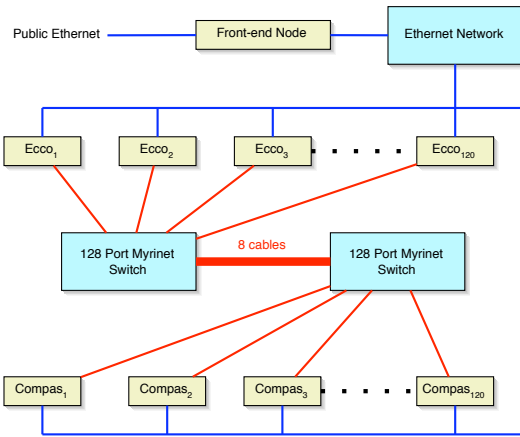 Public Ethernet
Front-end Node
Ethernet Network
Ecco1
Ecco2
Ecco3
Ecco120
128 Port Myrinet
Switch
8 cables
128 Port Myrinet
Switch
Compas1
Compas2
Compas3
Compas120